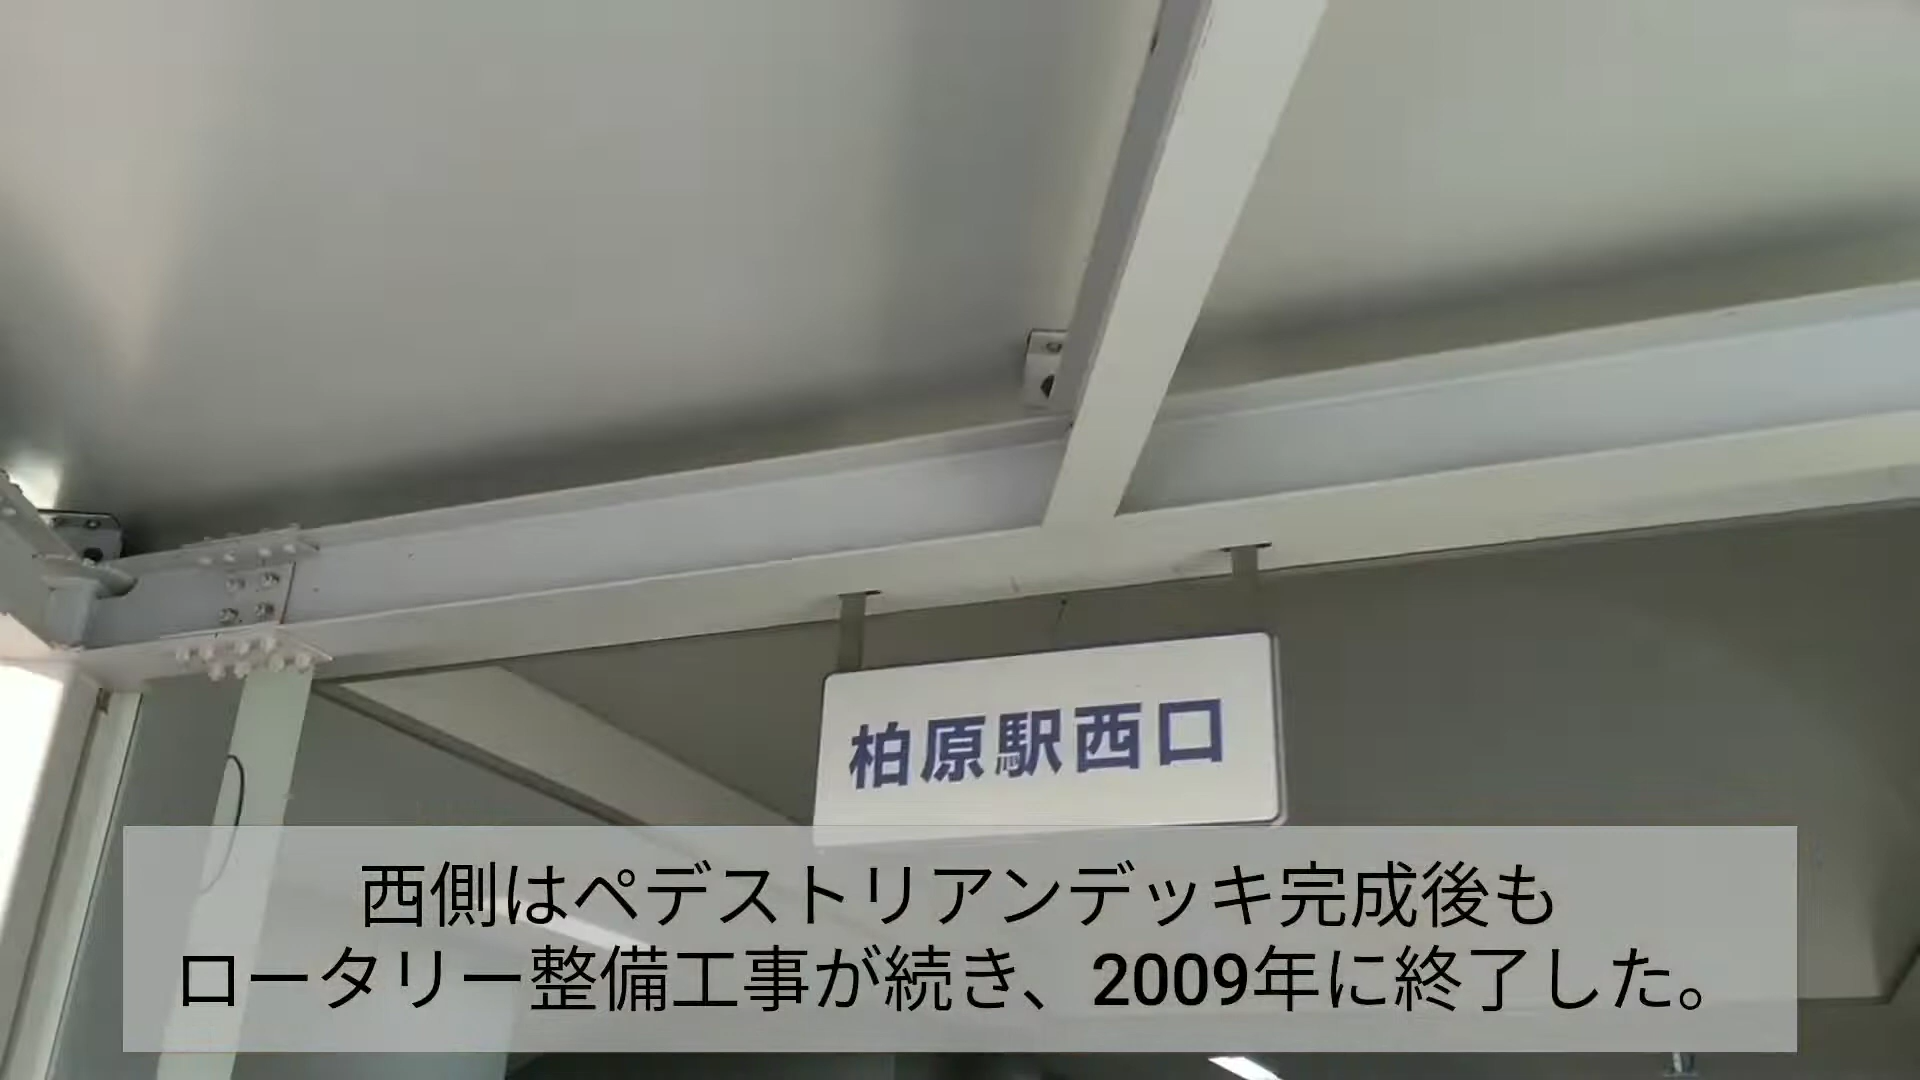 柏原駅西口
西側はペデストリアンデッキ完成後も
ロータリー整備工事が続き、2009年に終了した。